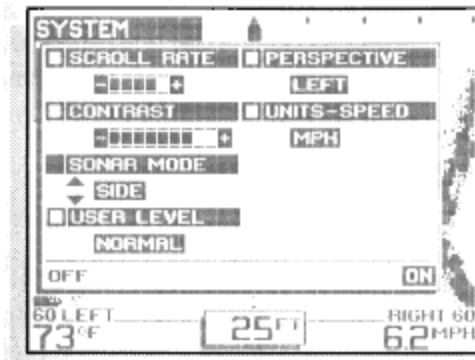 SYSTEM
SCROLL RATE PERSPECTIVE
- + LEFT
CONTRAST UNITS-SPEED
- + MPH
SONAR MODE
SIDE
USER LEVEL
NORMAL
OFF ON
60 LEFT RIGHT 60
73°F 25FT 6.2MPH